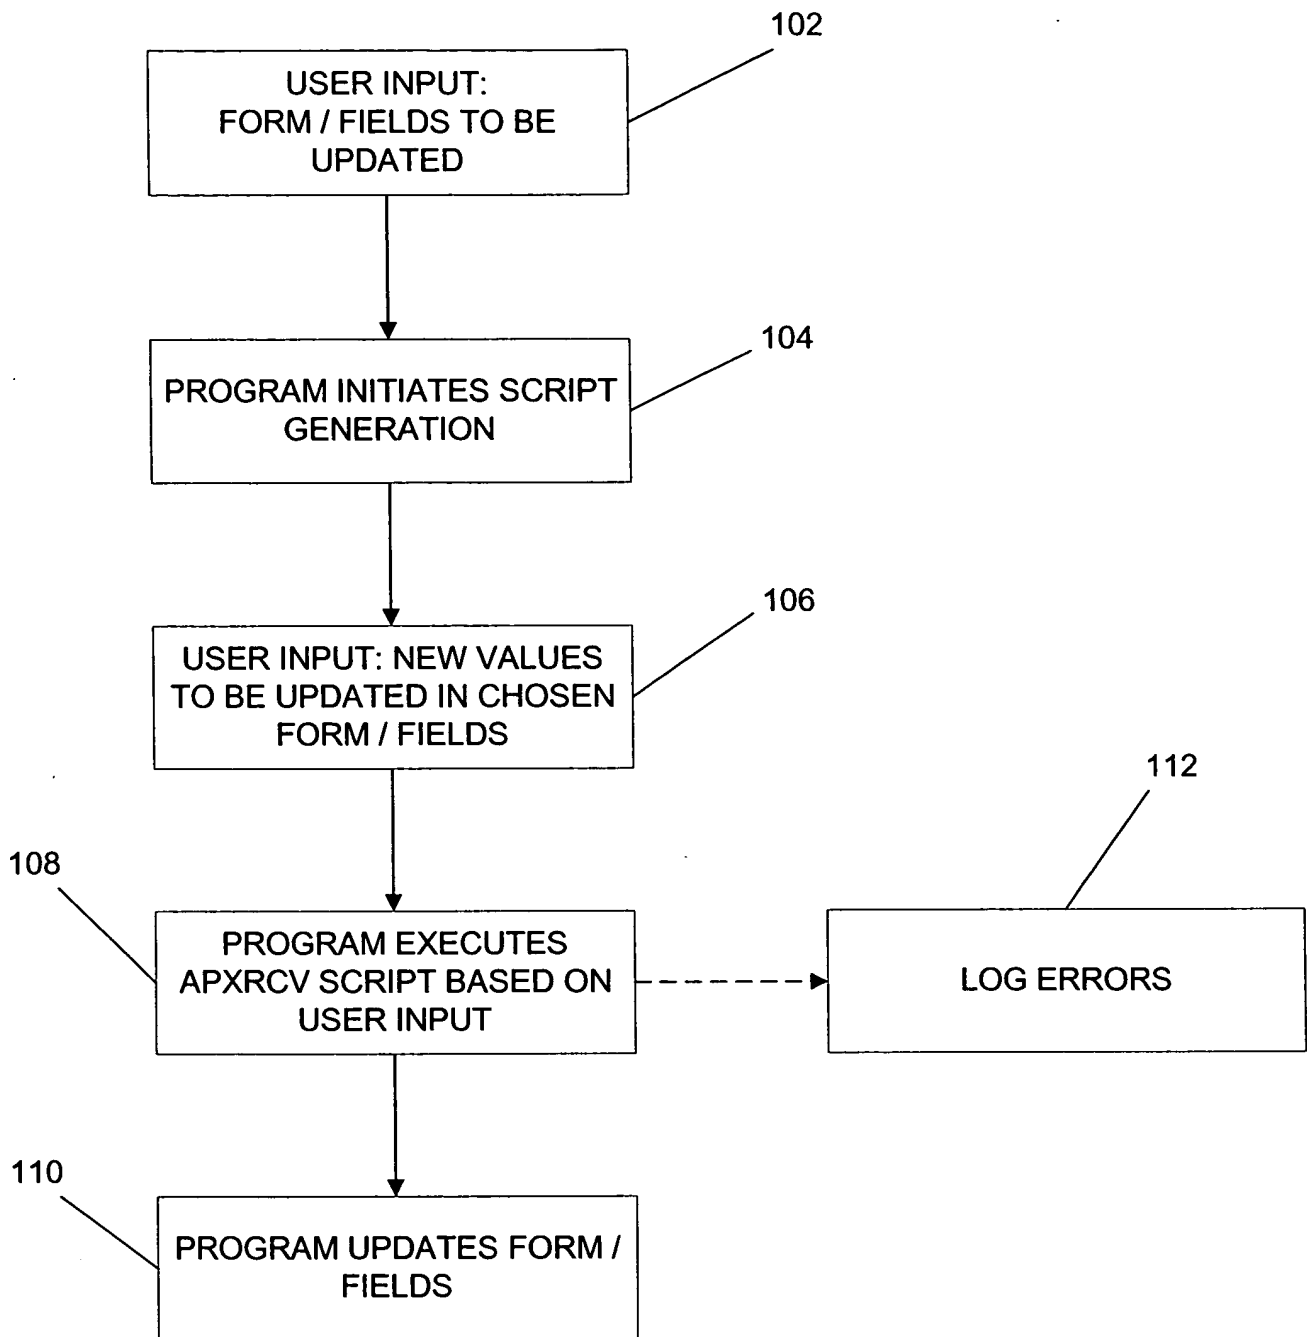 102
USER INPUT:
FORM / FIELDS TO BE
UPDATED
104
PROGRAM INITIATES SCRIPT
GENERATION
106
USER INPUT: NEW VALUES
TO BE UPDATED IN CHOSEN
FORM / FIELDS
112
108
PROGRAM EXECUTES
APXRCV SCRIPT BASED ON
USER INPUT
LOG ERRORS
110
PROGRAM UPDATES FORM /
FIELDS